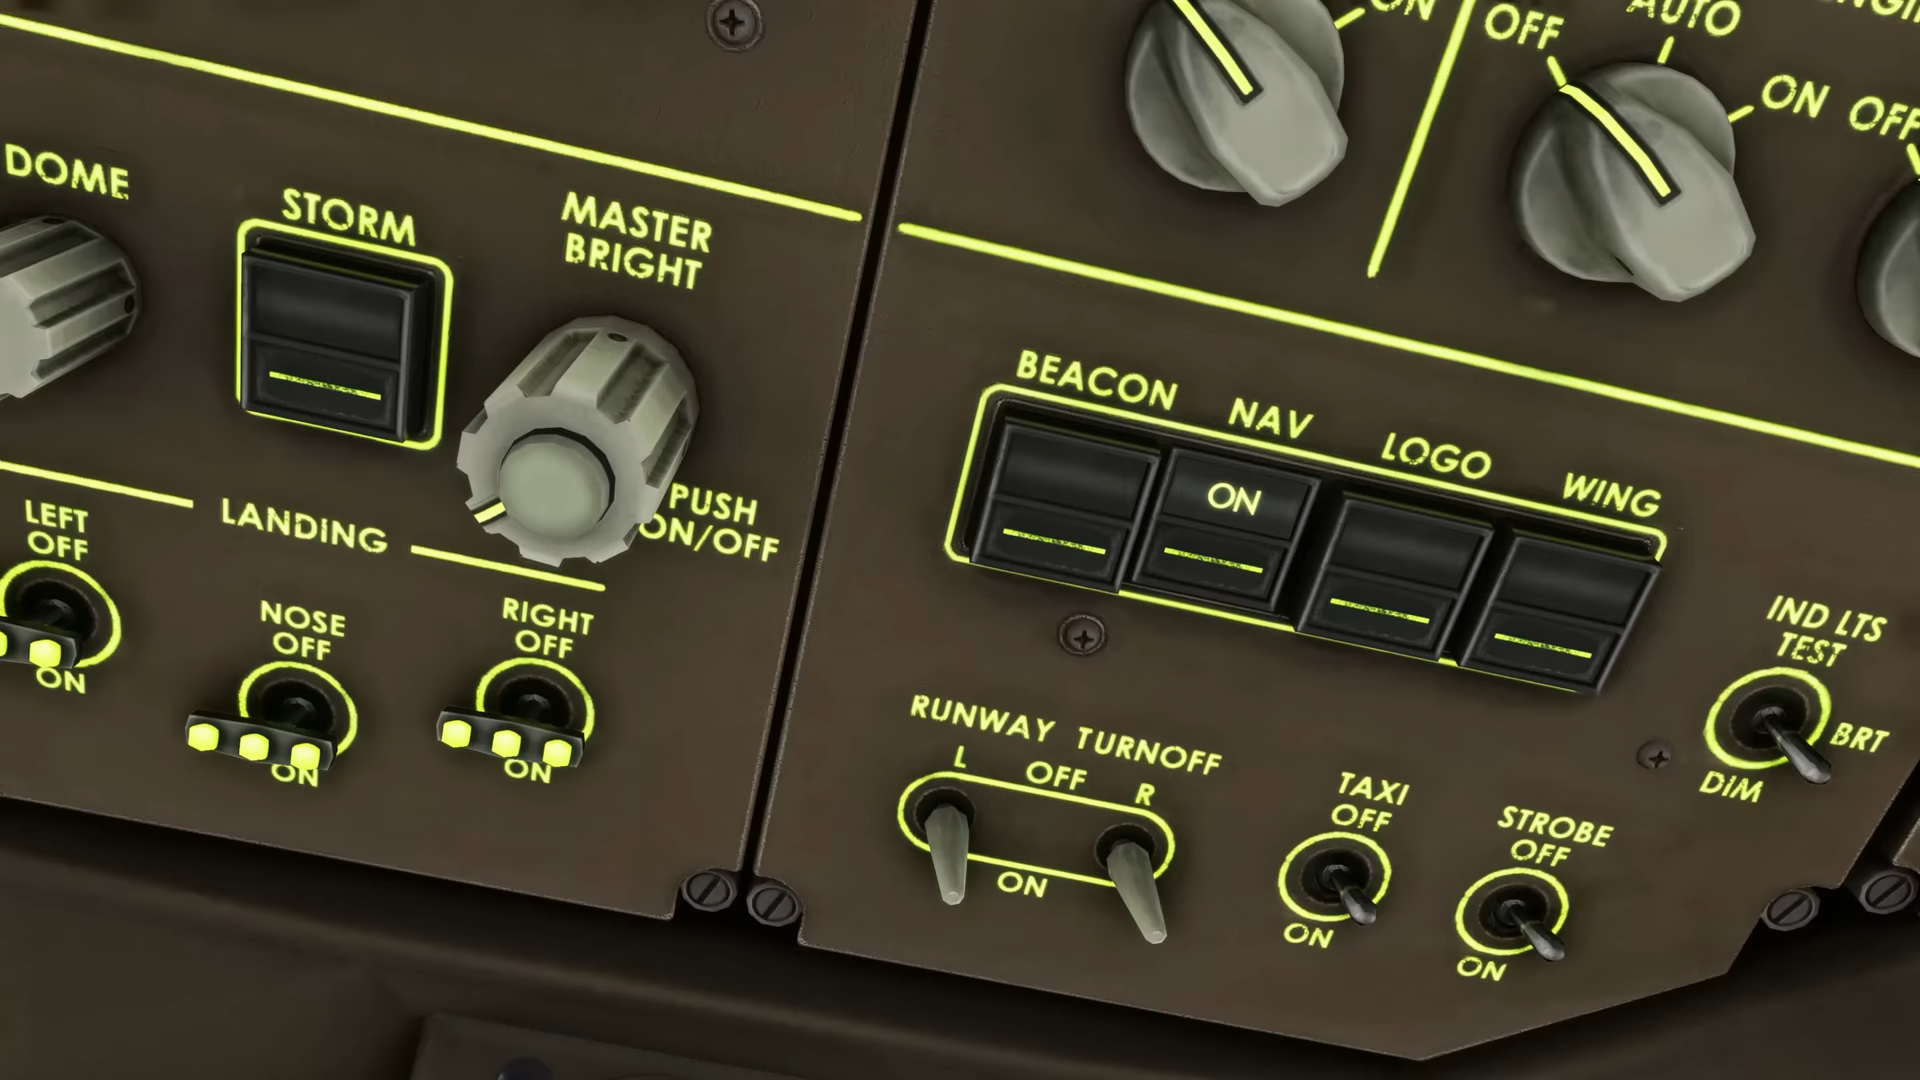 ON
OFF
AUTO
ON
OFF
DOME
STORM
MASTER
BRIGHT
PUSH
ON/OFF
LEFT
OFF
ON
LANDING
NOSE
OFF
ON
RIGHT
OFF
ON
BEACON
NAV
LOGO
WING
ON
IND LTS
TEST
BRT
DIM
RUNWAY TURNOFF
L
OFF
R
ON
TAXI
OFF
ON
STROBE
OFF
ON